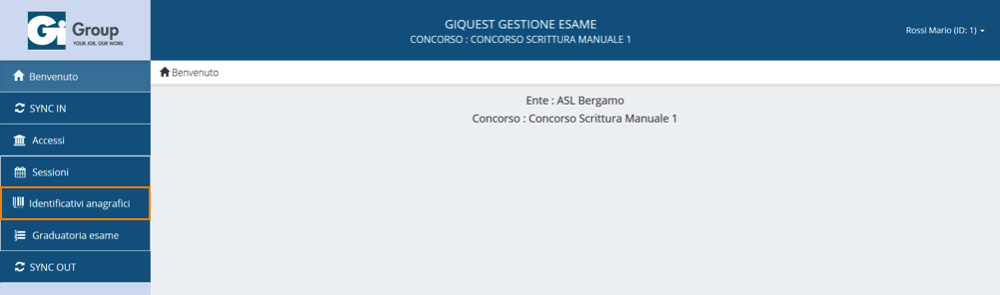 Gi Group
YOUR JOB, OUR WORK
GIQUEST GESTIONE ESAME
CONCORSO : CONCORSO SCRITTURA MANUALE 1
Rossi Mario (ID: 1)
Benvenuto
SYNC IN
Accessi
Sessioni
Identificativi anagrafici
Graduatoria esame
SYNC OUT
Benvenuto
Ente : ASL Bergamo
Concorso : Concorso Scrittura Manuale 1